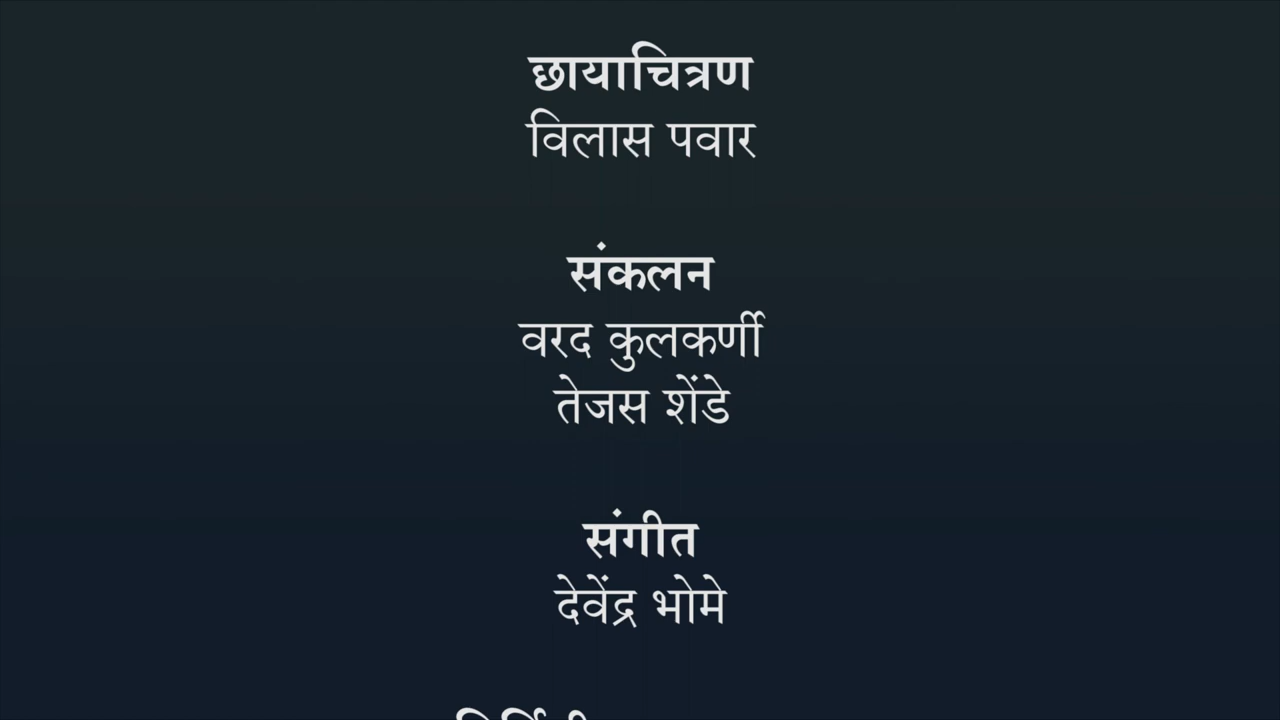 छायाचित्रण
विलास पवार
संकलन
वरद कुलकर्णी
तेजस शेंडे
संगीत
देवेंद्र भोमे